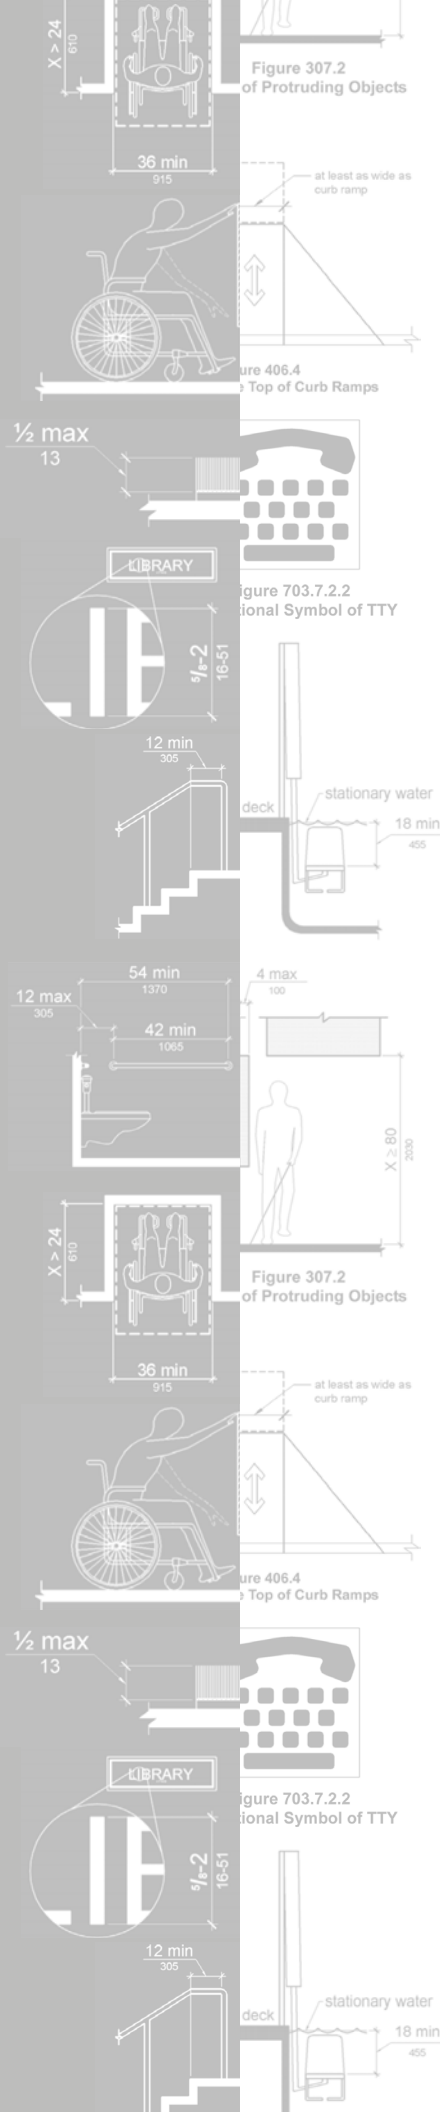 X > 24
610
Figure 307.2
of Protruding Objects
36 min
915
at least as wide as
curb ramp
ure 406.4
e Top of Curb Ramps
½ max
13
igure 703.7.2.2
tional Symbol of TTY
LIBRARY
5/8-2
16-51
12 min
305
deck
stationary water
18 min
455
54 min
1370
4 max
100
12 max
305
42 min
1065
X ≥ 80
2030
X > 24
610
Figure 307.2
of Protruding Objects
36 min
915
at least as wide as
curb ramp
ure 406.4
e Top of Curb Ramps
½ max
13
igure 703.7.2.2
tional Symbol of TTY
LIBRARY
5/8-2
16-51
12 min
305
deck
stationary water
18 min
455